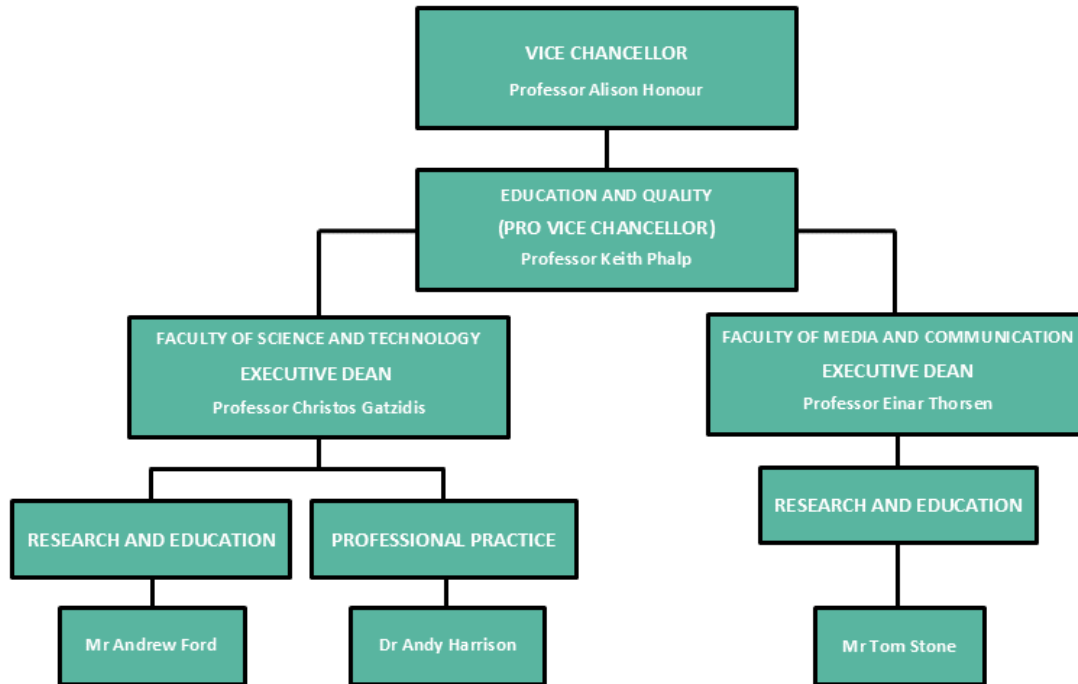 VICE CHANCELLOR
Professor Alison Honour
EDUCATION AND QUALITY
(PRO VICE CHANCELLOR)
Professor Keith Phalp
FACULTY OF SCIENCE AND TECHNOLOGY
EXECUTIVE DEAN
Professor Christos Gatzidis
FACULTY OF MEDIA AND COMMUNICATION
EXECUTIVE DEAN
Professor Einar Thorsen
RESEARCH AND EDUCATION
PROFESSIONAL PRACTICE
RESEARCH AND EDUCATION
Mr Andrew Ford
Dr Andy Harrison
Mr Tom Stone